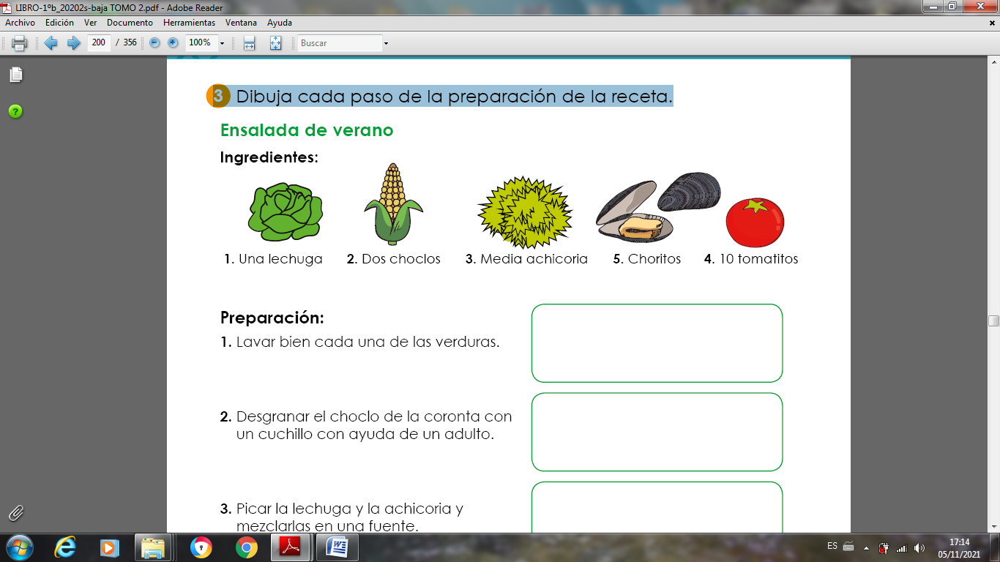 LIBRO-1ºb_20202s-baja TOMO 2.pdf - Adobe Reader
Archivo Edición Ver Documento Herramientas Ventana Ayuda
200 / 356 100% Buscar
3 Dibuja cada paso de la preparación de la receta.
Ensalada de verano
Ingredientes:
1. Una lechuga 2. Dos choclos 3. Media achicoria 5. Choritos 4. 10 tomatitos
Preparación:
1. Lavar bien cada una de las verduras.
2. Desgranar el choclo de la coronta con
un cuchillo con ayuda de un adulto.
3. Picar la lechuga y la achicoria y
mezclarlas en una fuente.
ES 17:14
05/11/2021